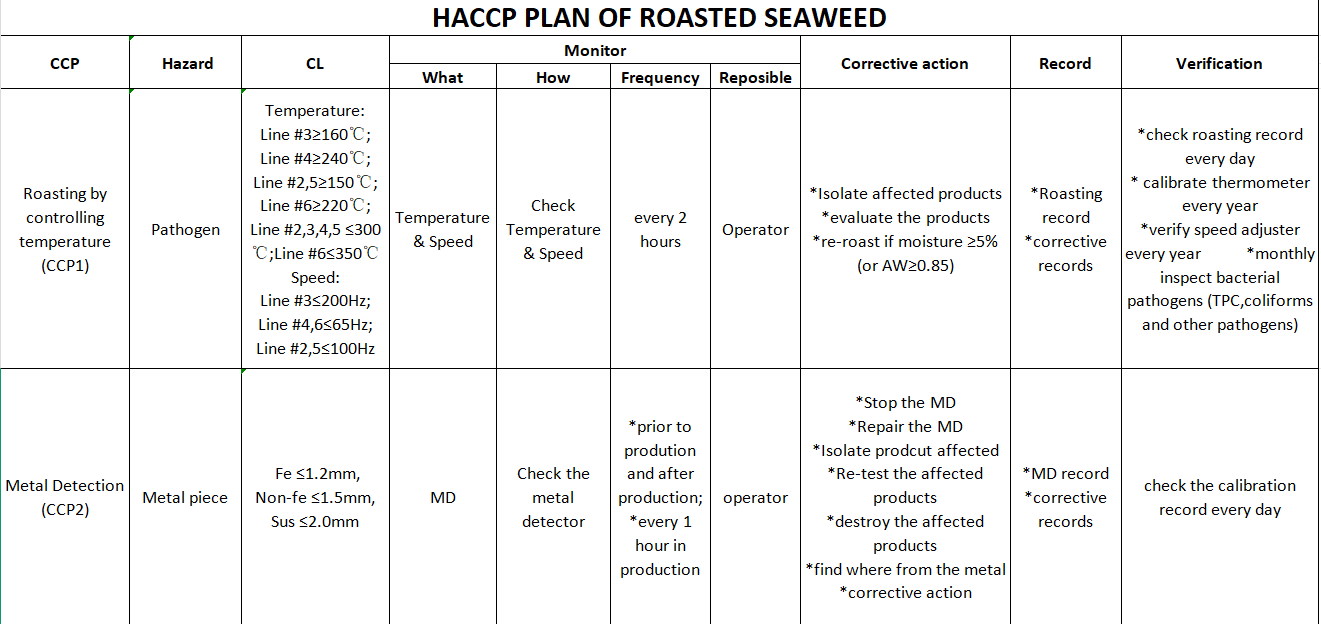 HACCP PLAN OF ROASTED SEAWEED
CCP
Hazard
CL
Monitor
What
How
Frequency
Reposible
Corrective action
Record
Verification
Roasting by
controlling
temperature
(CCP1)
Pathogen
Temperature:
Line #3≥160℃;
Line #4≥240℃;
Line #2,5≥150℃;
Line #6≥220℃;
Line #2,3,4,5 ≤300
℃;Line #6≤350℃
Speed:
Line #3≤200Hz;
Line #4,6≤65Hz;
Line #2,5≤100Hz
Temperature
& Speed
Check
Temperature
& Speed
every 2
hours
Operator
*Isolate affected products
*evaluate the products
*re-roast if moisture ≥5%
(or AW≥0.85)
*Roasting
record
*corrective
records
*check roasting record
every day
* calibrate thermometer
every year
*verify speed adjuster
every year *monthly
inspect bacterial
pathogens (TPC,coliforms
and other pathogens)
Metal Detection
(CCP2)
Metal piece
Fe ≤1.2mm,
Non-fe ≤1.5mm,
Sus ≤2.0mm
MD
Check the
metal
detector
*prior to
prodution
and after
production;
*every 1
hour in
production
operator
*Stop the MD
*Repair the MD
*Isolate prodcut affected
*Re-test the affected
products
*destroy the affected
products
*find where from the metal
*corrective action
*MD record
*corrective
records
check the calibration
record every day